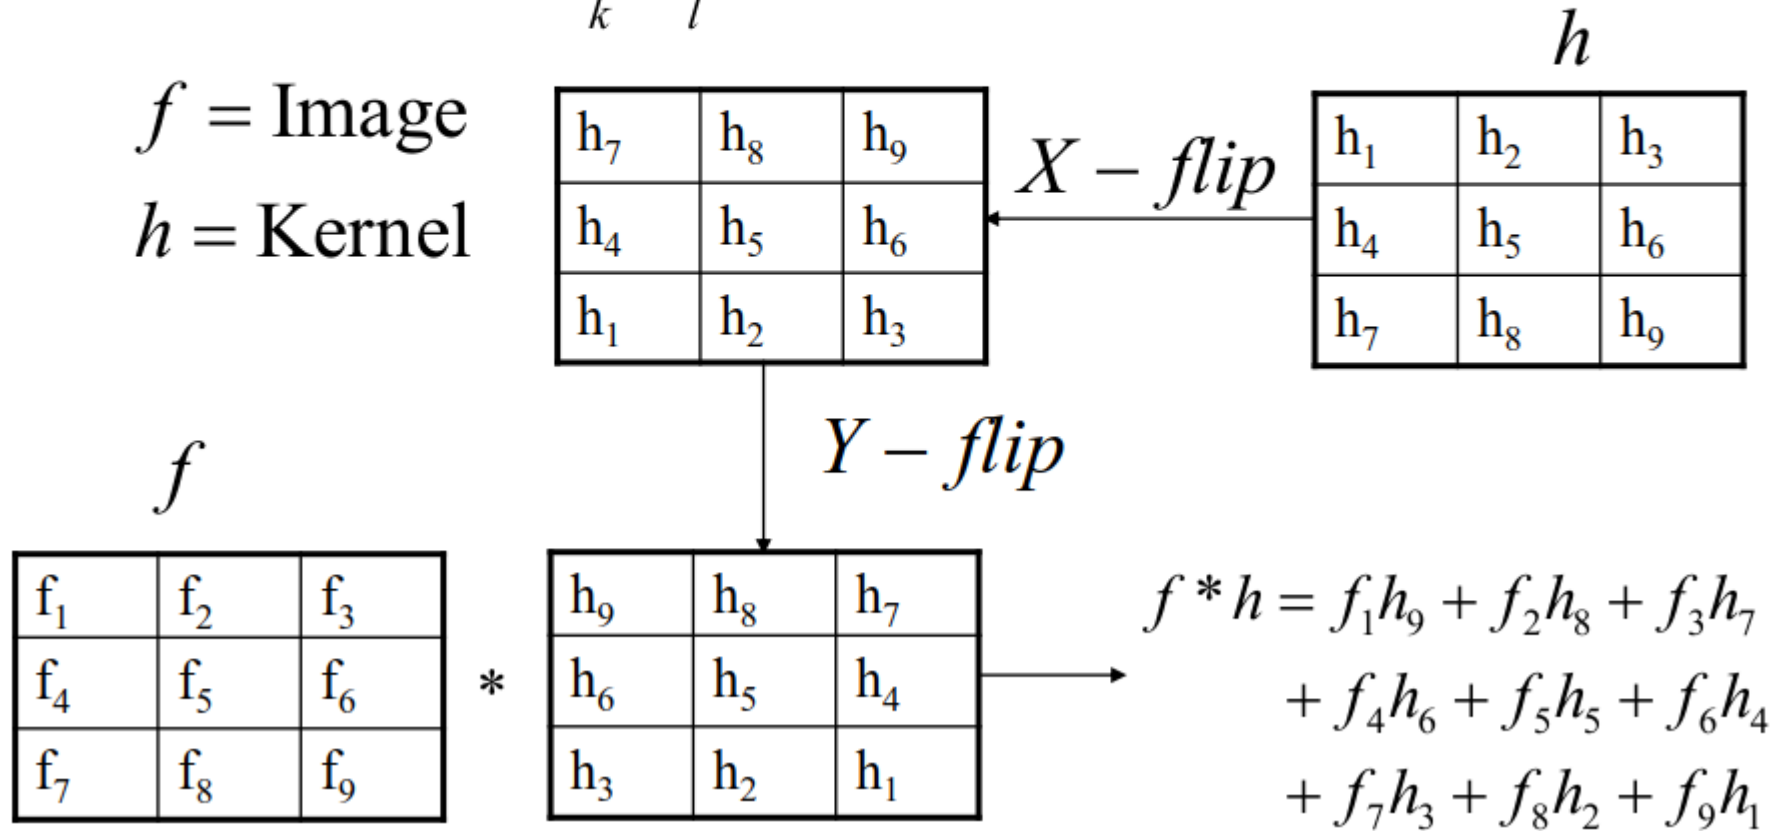 k l
f = Image
h = Kernel
h₇ h₈ h₉
h₄ h₅ h₆
h₁ h₂ h₃
X – flip
h
h₁ h₂ h₃
h₄ h₅ h₆
h₇ h₈ h₉
Y – flip
f
f₁ f₂ f₃
f₄ f₅ f₆
f₇ f₈ f₉
*
h₉ h₈ h₇
h₆ h₅ h₄
h₃ h₂ h₁
f * h = f₁h₉ + f₂h₈ + f₃h₇
+ f₄h₆ + f₅h₅ + f₆h₄
+ f₇h₃ + f₈h₂ + f₉h₁